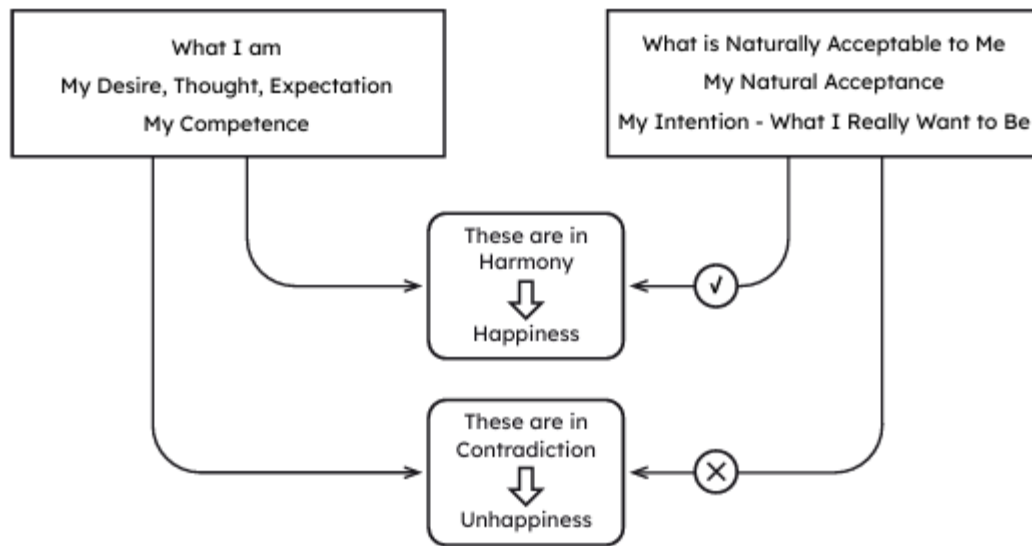 What I am
My Desire, Thought, Expectation
My Competence
What is Naturally Acceptable to Me
My Natural Acceptance
My Intention - What I Really Want to Be
These are in
Harmony
Happiness
These are in
Contradiction
Unhappiness